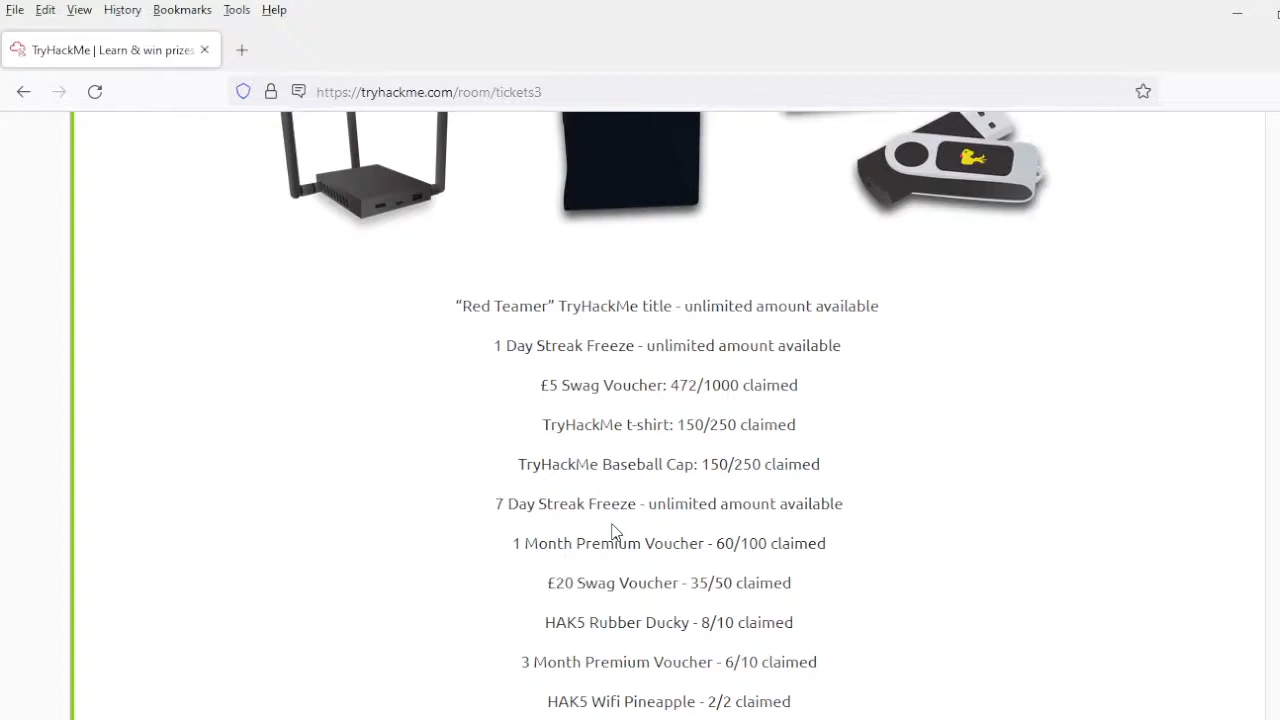 File Edit View History Bookmarks Tools Help
TryHackMe | Learn & win prizes
https://tryhackme.com/room/tickets3
“Red Teamer” TryHackMe title - unlimited amount available
1 Day Streak Freeze - unlimited amount available
£5 Swag Voucher: 472/1000 claimed
TryHackMe t-shirt: 150/250 claimed
TryHackMe Baseball Cap: 150/250 claimed
7 Day Streak Freeze - unlimited amount available
1 Month Premium Voucher - 60/100 claimed
£20 Swag Voucher - 35/50 claimed
HAK5 Rubber Ducky - 8/10 claimed
3 Month Premium Voucher - 6/10 claimed
HAK5 Wifi Pineapple - 2/2 claimed